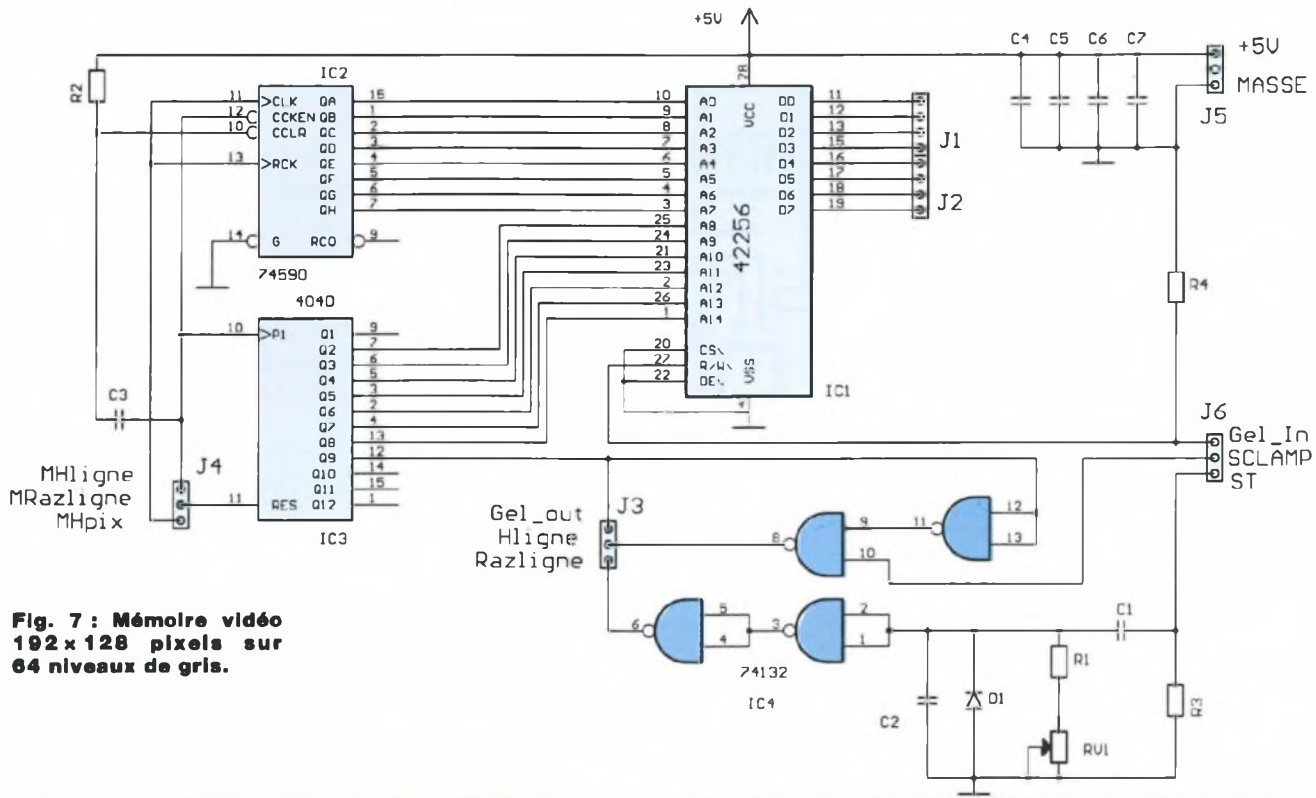 +5V
C4 C5 C6 C7
+5V
MASSE
J5
R2
IC2
11 >CLK QA 15
12 CCKEN QB 1
10 CCLR QC 2
QD 3
13 >RCK QE 4
QF 5
QG 6
QH 7
14 G RCO 9
74590
28
VCC
10 A0 D0 11
9 A1 D1 12
8 A2 D2 13
7 A3 D3 15
6 A4 D4 16
5 A5 D5 17
4 A6 D6 18
3 A7 D7 19
25 A8
24 A9
21 A10
23 A11
2 A12
26 A13
1 A14
20 CS\
27 R/W\
22 OE\
VSS
42256
IC1
J1
J2
R4
4040
10 >P1 Q1 9
Q2 7
Q3 6
Q4 5
Q5 3
Q6 2
Q7 4
Q8 13
Q9 12
Q10 14
Q11 15
11 RES Q12 1
IC3
C3
J4
MHligne
MRazligne
MHpix
J6
Gel_In
SCLAMP
ST
J3
Gel_out
Hligne
Razligne
8 9 10
11 12 13
6 5 4
3 2 1
74132
IC4
C2
D1
C1
R1
RV1
R3
Fig. 7 : Mémoire vidéo
192 x 128 pixels sur
64 niveaux de gris.